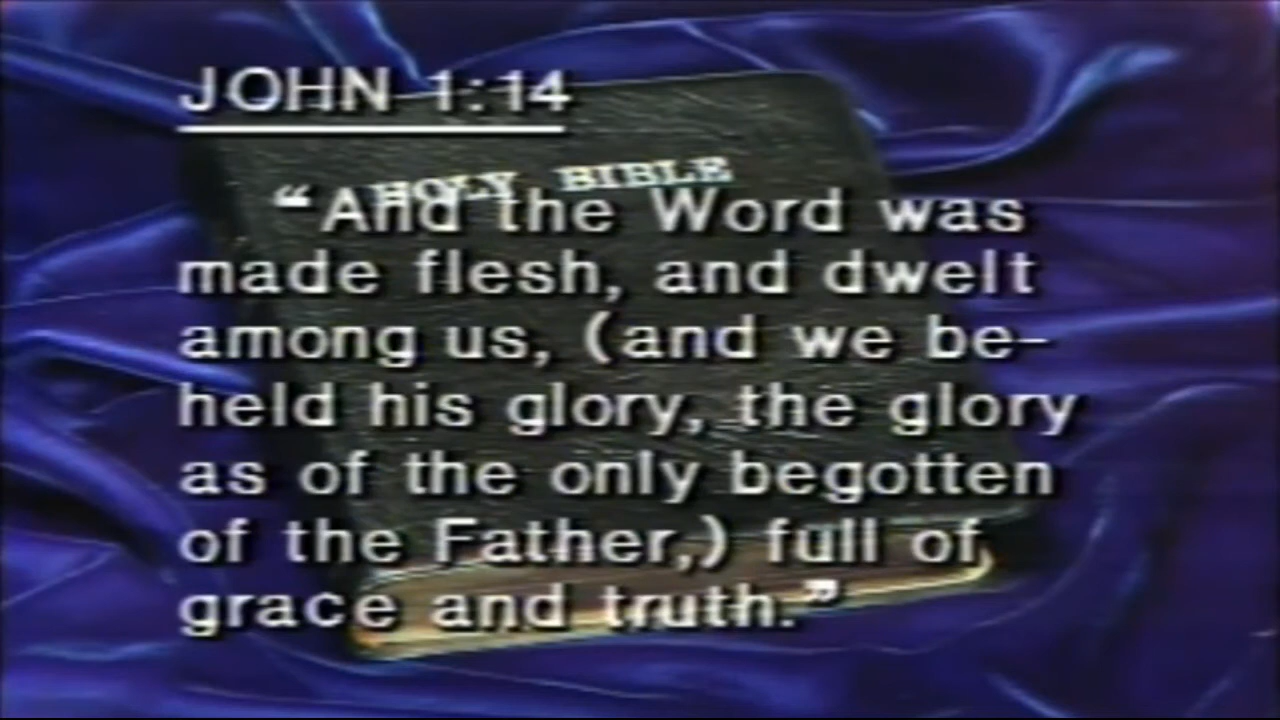 JOHN 1:14
HOLY BIBLE
“And the Word was
made flesh, and dwelt
among us, (and we be-
held his glory, the glory
as of the only begotten
of the Father,) full of
grace and truth.”